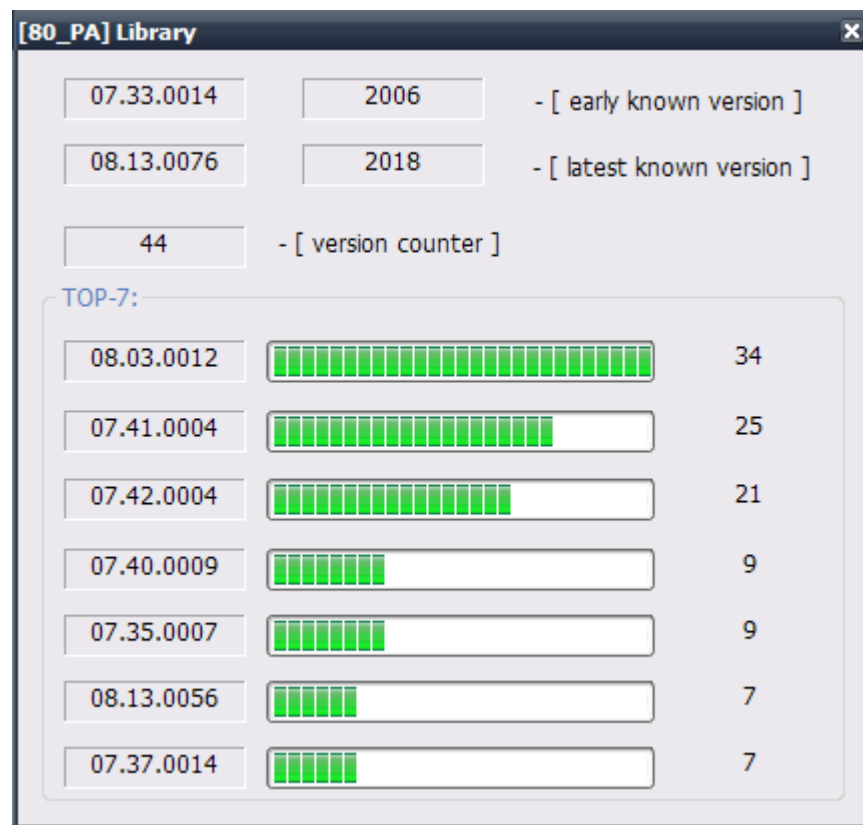 [80_PA] Library
07.33.0014 2006 - [ early known version ]
08.13.0076 2018 - [ latest known version ]
44 - [ version counter ]
TOP-7:
08.03.0012 34
07.41.0004 25
07.42.0004 21
07.40.0009 9
07.35.0007 9
08.13.0056 7
07.37.0014 7